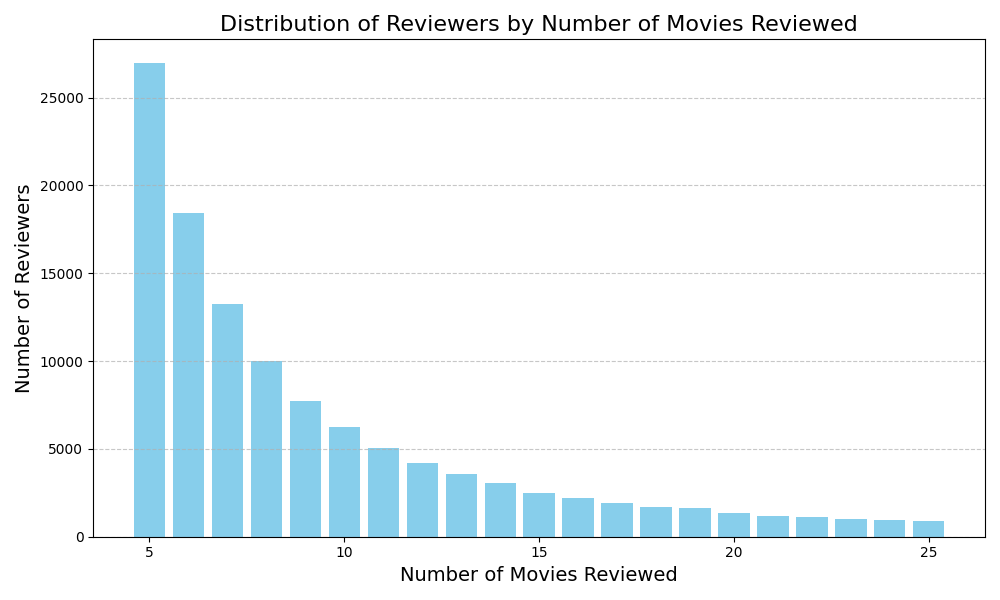 Distribution of Reviewers by Number of Movies Reviewed
Number of Reviewers
25000
20000
15000
10000
5000
0
5 10 15 20 25
Number of Movies Reviewed